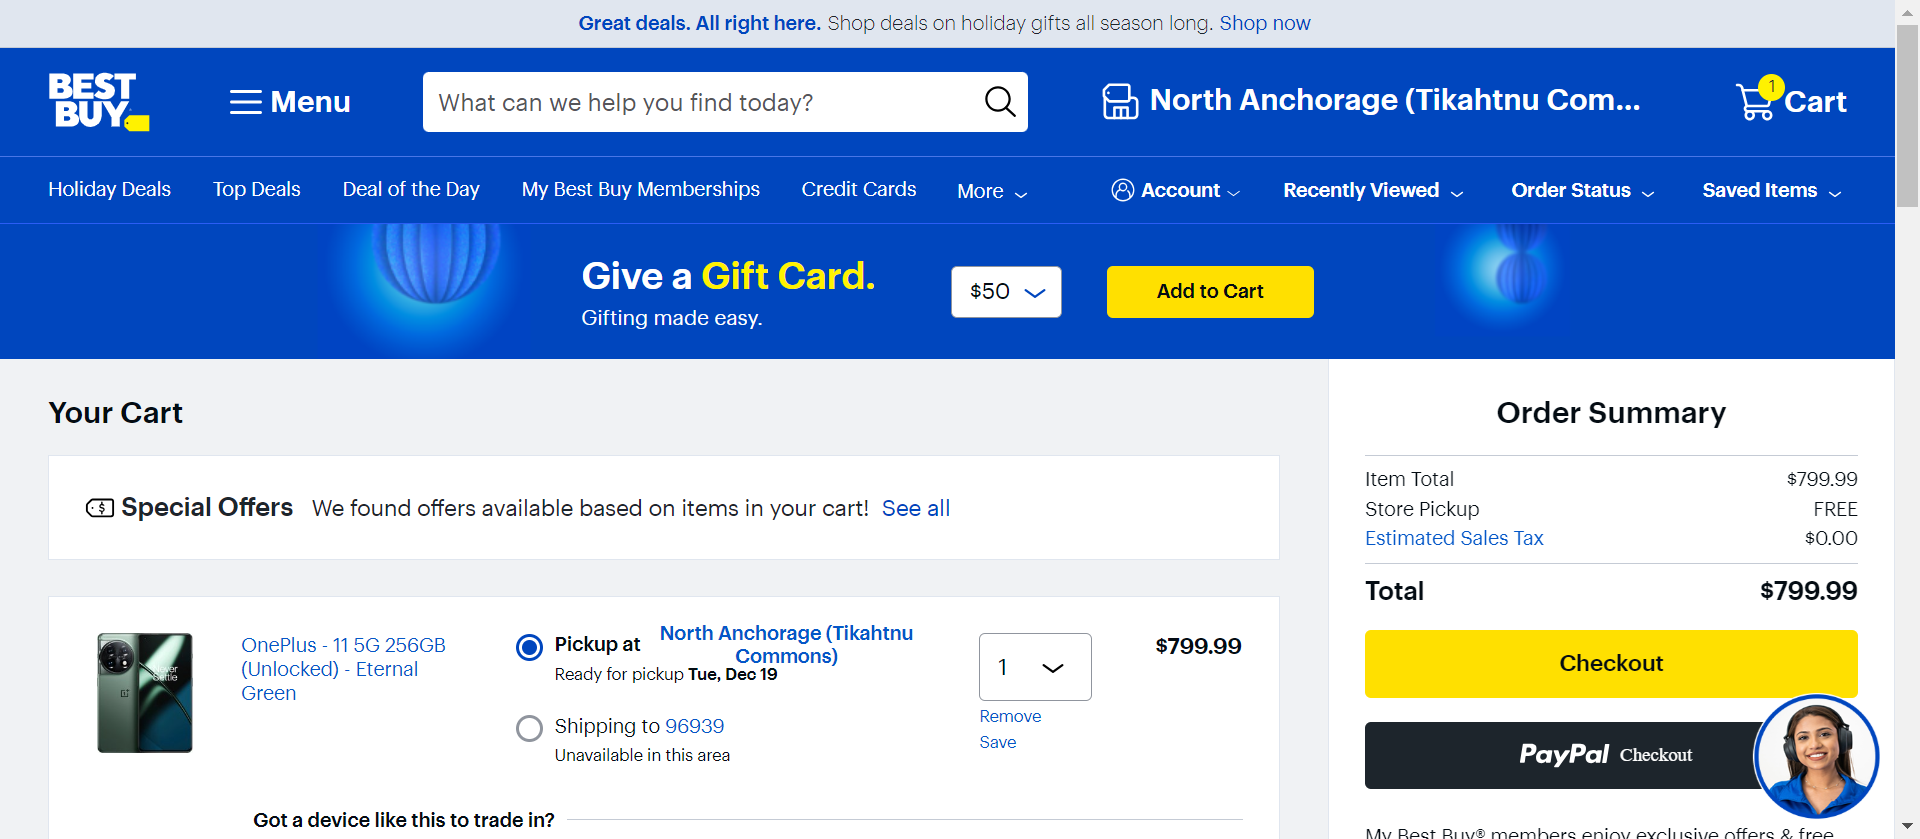 Great deals. All right here. Shop deals on holiday gifts all season long. Shop now
BEST
BUY
Menu
What can we help you find today?
North Anchorage (Tikahtnu Com...
1
Cart
Holiday Deals
Top Deals
Deal of the Day
My Best Buy Memberships
Credit Cards
More
Account
Recently Viewed
Order Status
Saved Items
Give a Gift Card.
Gifting made easy.
$50
Add to Cart
Your Cart
Special Offers We found offers available based on items in your cart! See all
Never
Settle
OnePlus - 11 5G 256GB
(Unlocked) - Eternal
Green
Pickup at North Anchorage (Tikahtnu
Commons)
Ready for pickup Tue, Dec 19
Shipping to 96939
Unavailable in this area
1
Remove
Save
$799.99
Got a device like this to trade in?
Order Summary
Item Total $799.99
Store Pickup FREE
Estimated Sales Tax $0.00
Total $799.99
Checkout
PayPal Checkout
My Best Buy® members enjoy exclusive offers & free